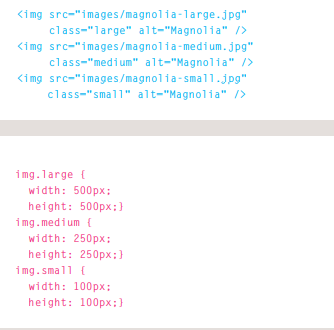 <img src="images/magnolia-large.jpg"
class="large" alt="Magnolia" />
<img src="images/magnolia-medium.jpg"
class="medium" alt="Magnolia" />
<img src="images/magnolia-small.jpg"
class="small" alt="Magnolia" />
img.large {
width: 500px;
height: 500px;}
img.medium {
width: 250px;
height: 250px;}
img.small {
width: 100px;
height: 100px;}